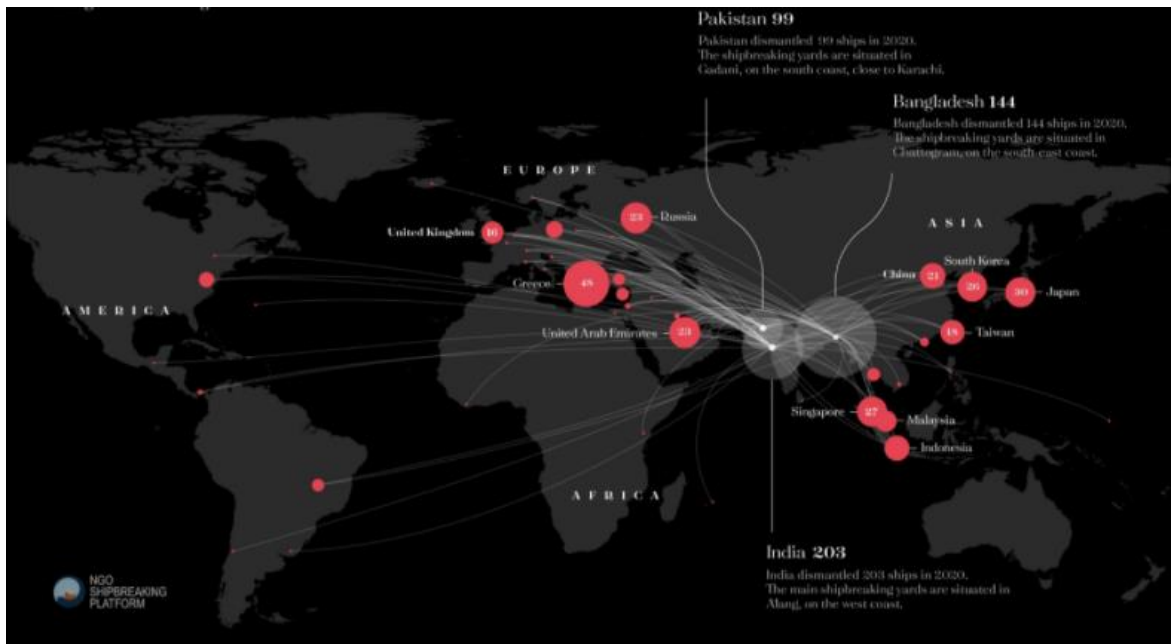 Pakistan 99
Pakistan dismantled 99 ships in 2020.
The shipbreaking yards are situated in
Gadani, on the south coast, close to Karachi.
Bangladesh 144
Bangladesh dismantled 144 ships in 2020.
The shipbreaking yards are situated in
Chattogram, on the south-east coast.
EUROPE
ASIA
23
Russia
United Kingdom
16
South Korea
China
21
26
30
Japan
Greece
AMERICA
United Arab Emirates
23
18
Taiwan
Singapore
27
Malaysia
Indonesia
AFRICA
India 203
India dismantled 203 ships in 2020.
The main shipbreaking yards are situated in
Alang, on the west coast.
NGO
SHIPBREAKING
PLATFORM